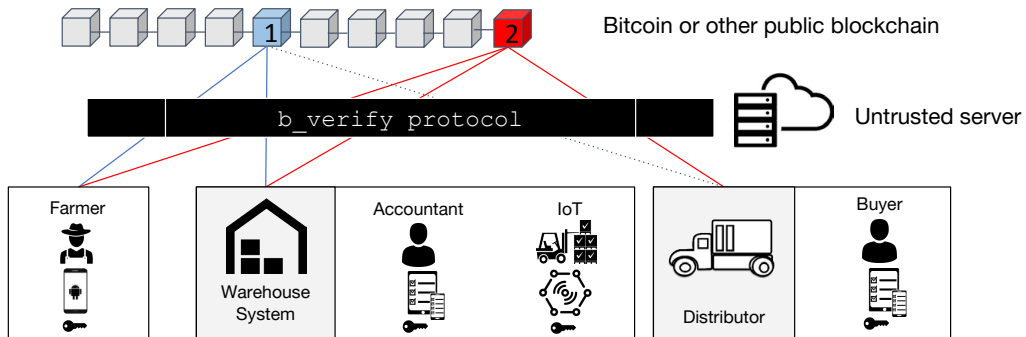 1
2
Bitcoin or other public blockchain
b_verify protocol
Untrusted server
Farmer
Warehouse
System
Accountant
IoT
Distributor
Buyer